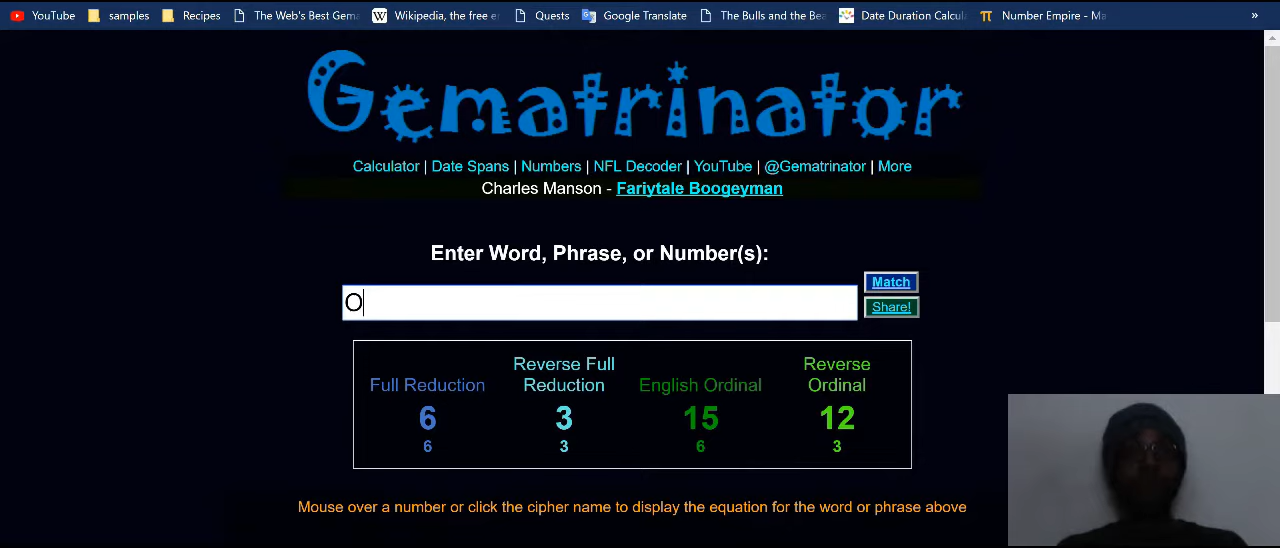 YouTube samples Recipes The Web's Best Gema Wikipedia, the free e Quests Google Translate The Bulls and the Bea Date Duration Calcul Number Empire - Ma »
Gematrinator
Calculator | Date Spans | Numbers | NFL Decoder | YouTube | @Gematrinator | More
Charles Manson - Fariytale Boogeyman
Enter Word, Phrase, or Number(s):
Match
O
Share!
Reverse Full Reverse
Full Reduction Reduction English Ordinal Ordinal
6 3 15 12
6 3 6 3
Mouse over a number or click the cipher name to display the equation for the word or phrase above